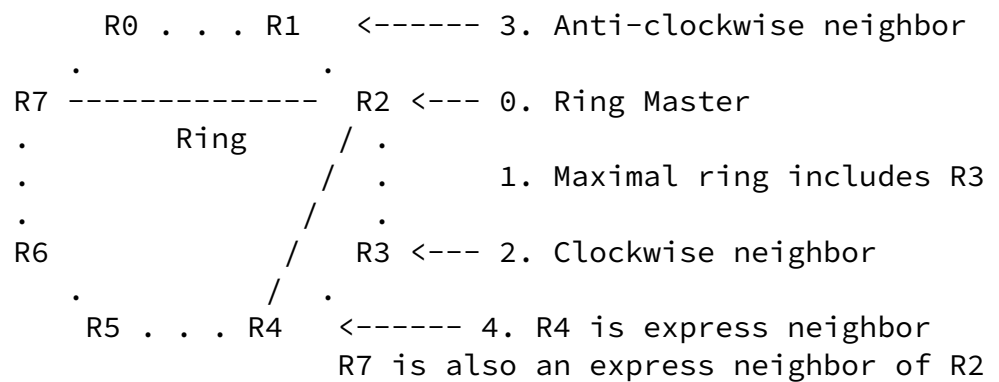 R0 . . . R1 <------ 3. Anti-clockwise neighbor
. .
R7 -------------- R2 <--- 0. Ring Master
. Ring / .
. / . 1. Maximal ring includes R3
. / .
R6 / R3 <--- 2. Clockwise neighbor
. / .
R5 . . . R4 <------ 4. R4 is express neighbor
R7 is also an express neighbor of R2